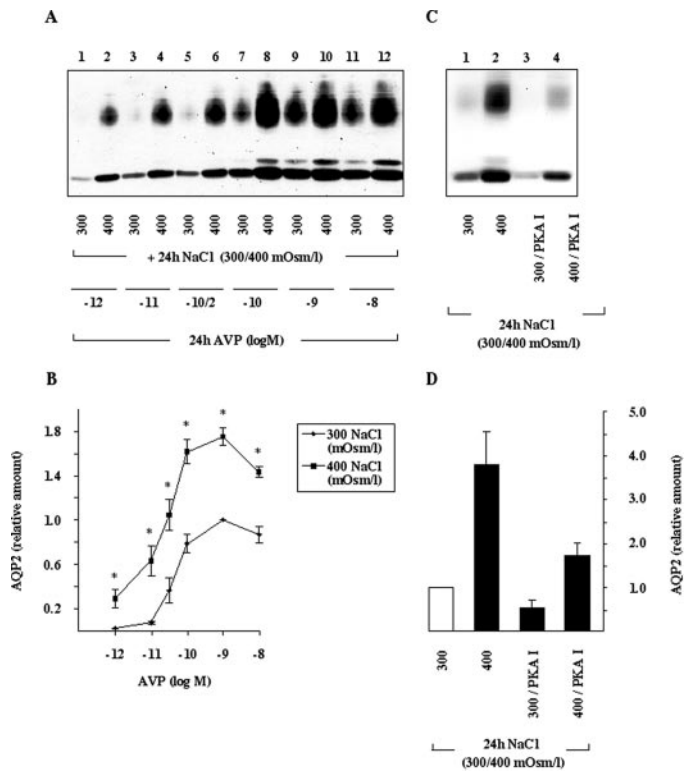 A
1 2 3 4 5 6 7 8 9 10 11 12
300 400 300 400 300 400 300 400 300 400 300 400
+ 24h NaCl (300/400 mOsm/l)
-12 -11 -10/2 -10 -9 -8
24h AVP (logM)
C
1 2 3 4
300 400 300 / PKA I 400 / PKA I
24h NaCl
(300/400 mOsm/l)
B
AQP2 (relative amount)
1.8
1.4
1.0
0.6
0.2
* * * * * *
-12 -11 -10 -9 -8
AVP (log M)
300 NaCl
(mOsm/l)
400 NaCl
(mOsm/l)
D
5.0
4.0
3.0
2.0
1.0
AQP2 (relative amount)
300 400 300 / PKA I 400 / PKA I
24h NaCl
(300/400 mOsm/l)